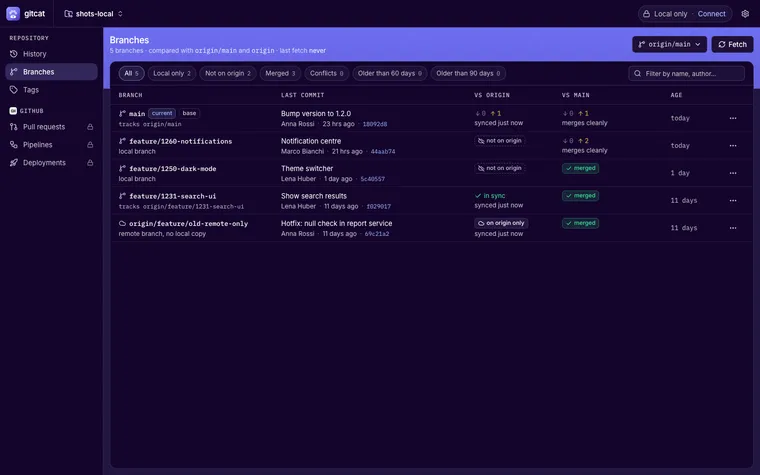 gitcat
shots-local
Local only · Connect
REPOSITORY
History
Branches
Tags
GITHUB
Pull requests
Pipelines
Deployments
Branches
5 branches · compared with origin/main and origin · last fetch never
origin/main
Fetch
All 5
Local only 2
Not on origin 2
Merged 3
Conflicts 0
Older than 60 days 0
Older than 90 days 0
Filter by name, author...
BRANCH LAST COMMIT VS ORIGIN VS MAIN AGE
main current base Bump version to 1.2.0 ↓0 ↑1 ↓0 ↑1 today
tracks origin/main Anna Rossi · 23 hrs ago · 18092d8 synced just now merges cleanly
feature/1260-notifications Notification centre not on origin ↓0 ↑2 today
local branch Marco Bianchi · 21 hrs ago · 44aab74 merges cleanly
feature/1250-dark-mode Theme switcher not on origin merged 1 day
local branch Lena Huber · 1 day ago · 5c40557
feature/1231-search-ui Show search results in sync merged 11 days
tracks origin/feature/1231-search-ui Lena Huber · 11 days ago · f029017 synced just now
origin/feature/old-remote-only Hotfix: null check in report service on origin only merged 11 days
remote branch, no local copy Anna Rossi · 11 days ago · 69c21a2 synced just now